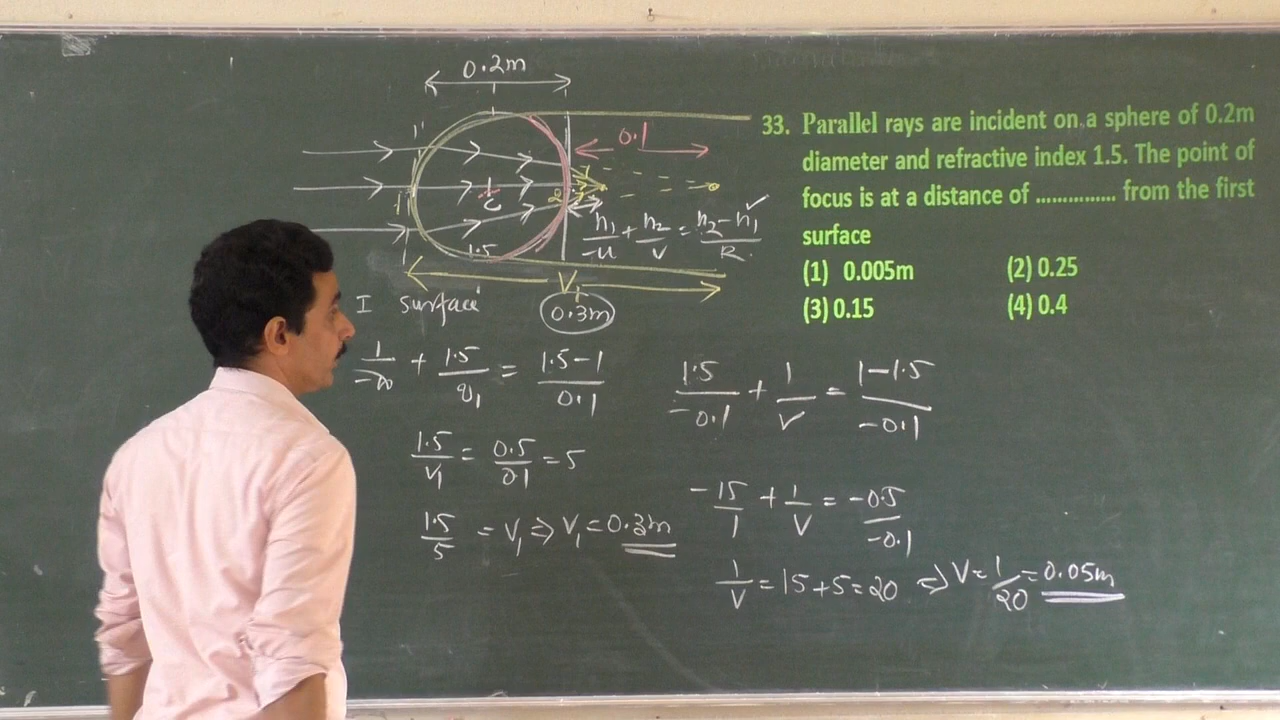 0.2m
33. Parallel rays are incident on a sphere of 0.2m
diameter and refractive index 1.5. The point of
focus is at a distance of ............... from the first
surface
(1) 0.005m (2) 0.25
(3) 0.15 (4) 0.4
0.1
c
2
1.5
n₁/-u + n₂/v = n₂-n₁/R.
V
0.3m
I surface
1/-∞ + 1.5/v₁ = 1.5-1/0.1
1.5/v₁ = 0.5/0.1 = 5
1.5/5 = v₁ ⇒ v₁ = 0.3m
1.5/-0.1 + 1/v = 1-1.5/-0.1
-15/1 + 1/v = -0.5/-0.1
1/v = 15+5=20 ⇒ v = 1/20 = 0.05m